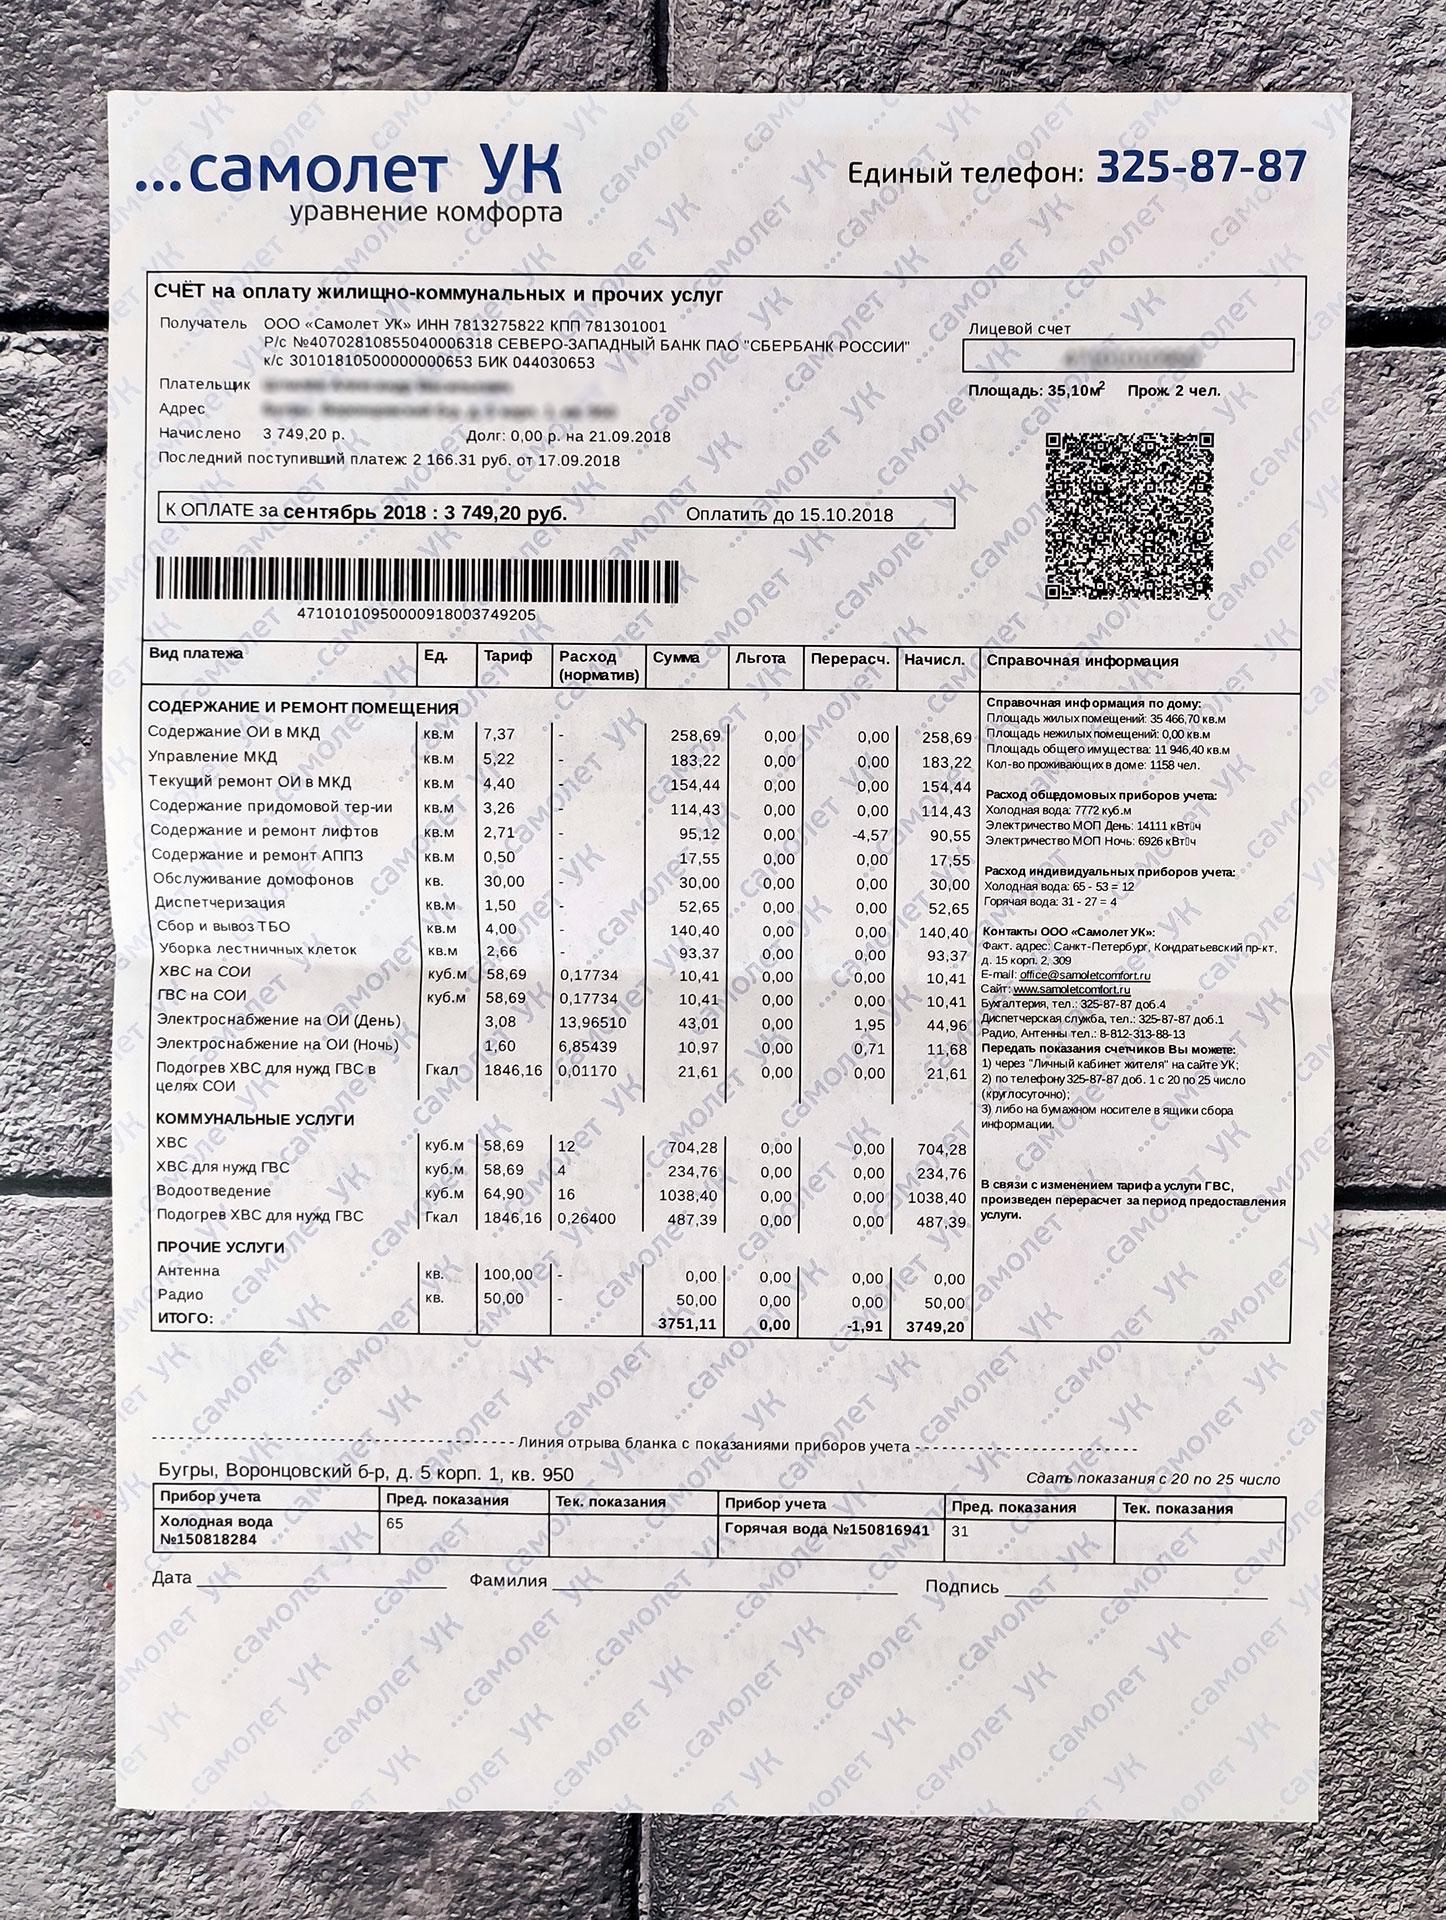 ...самолет УК
уравнение комфорта
Единый телефон: 325-87-87
СЧЁТ на оплату жилищно-коммунальных и прочих услуг
Получатель ООО «Самолет УК» ИНН 7813275822 КПП 781301001
Р/с №40702810855040006318 СЕВЕРО-ЗАПАДНЫЙ БАНК ПАО "СБЕРБАНК РОССИИ"
к/с 30101810500000000653 БИК 044030653
Лицевой счет
Плательщик
Площадь: 35,10м² Прож. 2 чел.
Адрес
Начислено 3 749,20 р. Долг: 0,00 р. на 21.09.2018
Последний поступивший платеж: 2 166.31 руб. от 17.09.2018
К ОПЛАТЕ за сентябрь 2018 : 3 749,20 руб. Оплатить до 15.10.2018
47101010950000918003749205
Вид платежа Ед. Тариф Расход (норматив) Сумма Льгота Перерасч. Начисл. Справочная информация
СОДЕРЖАНИЕ И РЕМОНТ ПОМЕЩЕНИЯ
Содержание ОИ в МКД кв.м 7,37 - 258,69 0,00 0,00 258,69
Управление МКД кв.м 5,22 - 183,22 0,00 0,00 183,22
Текущий ремонт ОИ в МКД кв.м 4,40 - 154,44 0,00 0,00 154,44
Содержание придомовой тер-ии кв.м 3,26 - 114,43 0,00 0,00 114,43
Содержание и ремонт лифтов кв.м 2,71 - 95,12 0,00 -4,57 90,55
Содержание и ремонт АППЗ кв.м 0,50 - 17,55 0,00 0,00 17,55
Обслуживание домофонов кв. 30,00 - 30,00 0,00 0,00 30,00
Диспетчеризация кв.м 1,50 - 52,65 0,00 0,00 52,65
Сбор и вывоз ТБО кв.м 4,00 - 140,40 0,00 0,00 140,40
Уборка лестничных клеток кв.м 2,66 - 93,37 0,00 0,00 93,37
ХВС на СОИ куб.м 58,69 0,17734 10,41 0,00 0,00 10,41
ГВС на СОИ куб.м 58,69 0,17734 10,41 0,00 0,00 10,41
Электроснабжение на ОИ (День) 3,08 13,96510 43,01 0,00 1,95 44,96
Электроснабжение на ОИ (Ночь) 1,60 6,85439 10,97 0,00 0,71 11,68
Подогрев ХВС для нужд ГВС в Гкал 1846,16 0,01170 21,61 0,00 0,00 21,61
целях СОИ
КОММУНАЛЬНЫЕ УСЛУГИ
ХВС куб.м 58,69 12 704,28 0,00 0,00 704,28
ХВС для нужд ГВС куб.м 58,69 4 234,76 0,00 0,00 234,76
Водоотведение куб.м 64,90 16 1038,40 0,00 0,00 1038,40
Подогрев ХВС для нужд ГВС Гкал 1846,16 0,26400 487,39 0,00 0,00 487,39
ПРОЧИЕ УСЛУГИ
Антенна кв. 100,00 - 0,00 0,00 0,00 0,00
Радио кв. 50,00 - 50,00 0,00 0,00 50,00
ИТОГО: 3751,11 0,00 -1,91 3749,20
Справочная информация по дому:
Площадь жилых помещений: 35 466,70 кв.м
Площадь нежилых помещений: 0,00 кв.м
Площадь общего имущества: 11 946,40 кв.м
Кол-во проживающих в доме: 1158 чел.
Расход общедомовых приборов учета:
Холодная вода: 7772 куб.м
Электричество МОП День: 14111 кВт▯ч
Электричество МОП Ночь: 6926 кВт▯ч
Расход индивидуальных приборов учета:
Холодная вода: 65 - 53 = 12
Горячая вода: 31 - 27 = 4
Контакты ООО «Самолет УК»:
Факт. адрес: Санкт-Петербург, Кондратьевский пр-кт,
д. 15 корп. 2, 309
E-mail: office@samoletcomfort.ru
Сайт: www.samoletcomfort.ru
Бухгалтерия, тел.: 325-87-87 доб.4
Диспетчерская служба, тел.: 325-87-87 доб.1
Радио, Антенны тел.: 8-812-313-88-13
Передать показания счетчиков Вы можете:
1) через "Личный кабинет жителя" на сайте УК;
2) по телефону 325-87-87 доб. 1 с 20 по 25 число
(круглосуточно);
3) либо на бумажном носителе в ящики сбора
информации.
В связи с изменением тарифа услуги ГВС,
произведен перерасчет за период предоставления
услуги.
Линия отрыва бланка с показаниями приборов учета
Бугры, Воронцовский б-р, д. 5 корп. 1, кв. 950
Сдать показания с 20 по 25 число
Прибор учета Пред. показания Тек. показания Прибор учета Пред. показания Тек. показания
Холодная вода 65 Горячая вода №150816941 31
№150818284
Дата Фамилия Подпись